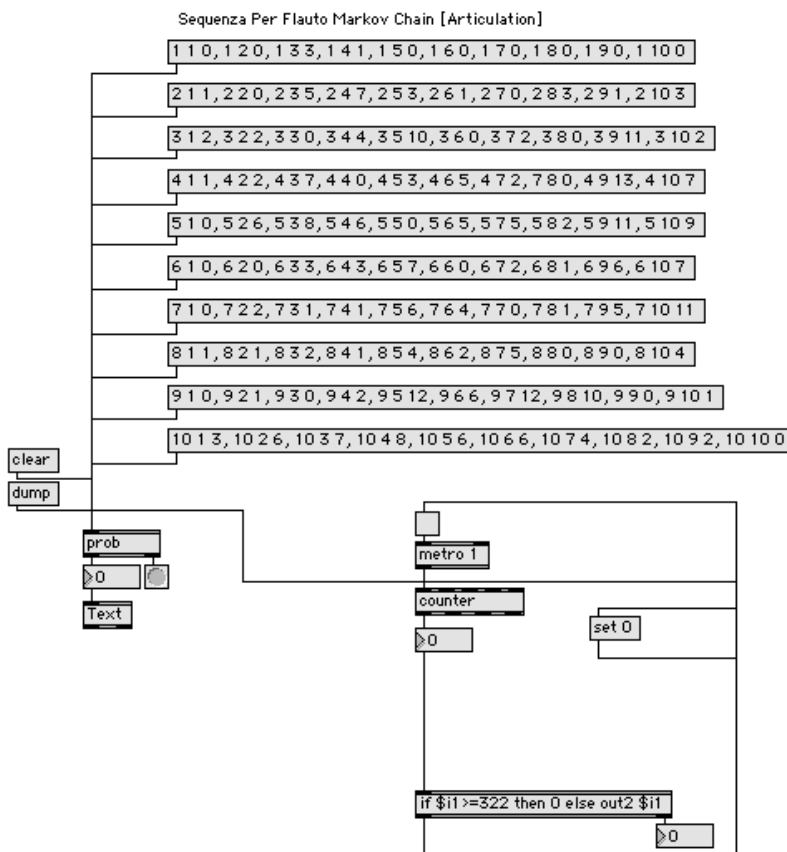 Sequenza Per Flauto Markov Chain [Articulation]
1 1 0, 1 2 0, 1 3 3, 1 4 1, 1 5 0, 1 6 0, 1 7 0, 1 8 0, 1 9 0, 1 10 0
2 1 1, 2 2 0, 2 3 5, 2 4 7, 2 5 3, 2 6 1, 2 7 0, 2 8 3, 2 9 1, 2 10 3
3 1 2, 3 2 2, 3 3 0, 3 4 4, 3 5 10, 3 6 0, 3 7 2, 3 8 0, 3 9 11, 3 10 2
4 1 1, 4 2 2, 4 3 7, 4 4 0, 4 5 3, 4 6 5, 4 7 2, 7 8 0, 4 9 13, 4 10 7
5 1 0, 5 2 6, 5 3 8, 5 4 6, 5 5 0, 5 6 5, 5 7 5, 5 8 2, 5 9 11, 5 10 9
6 1 0, 6 2 0, 6 3 3, 6 4 3, 6 5 7, 6 6 0, 6 7 2, 6 8 1, 6 9 6, 6 10 7
7 1 0, 7 2 2, 7 3 1, 7 4 1, 7 5 6, 7 6 4, 7 7 0, 7 8 1, 7 9 5, 7 10 11
8 1 1, 8 2 1, 8 3 2, 8 4 1, 8 5 4, 8 6 2, 8 7 5, 8 8 0, 8 9 0, 8 10 4
9 1 0, 9 2 1, 9 3 0, 9 4 2, 9 5 12, 9 6 6, 9 7 12, 9 8 10, 9 9 0, 9 10 1
10 1 3, 10 2 6, 10 3 7, 10 4 8, 10 5 6, 10 6 6, 10 7 4, 10 8 2, 10 9 2, 10 10 0
clear
dump
prob
0
Text
metro 1
counter
0
set 0
if $i1 >=322 then 0 else out2 $i1
0